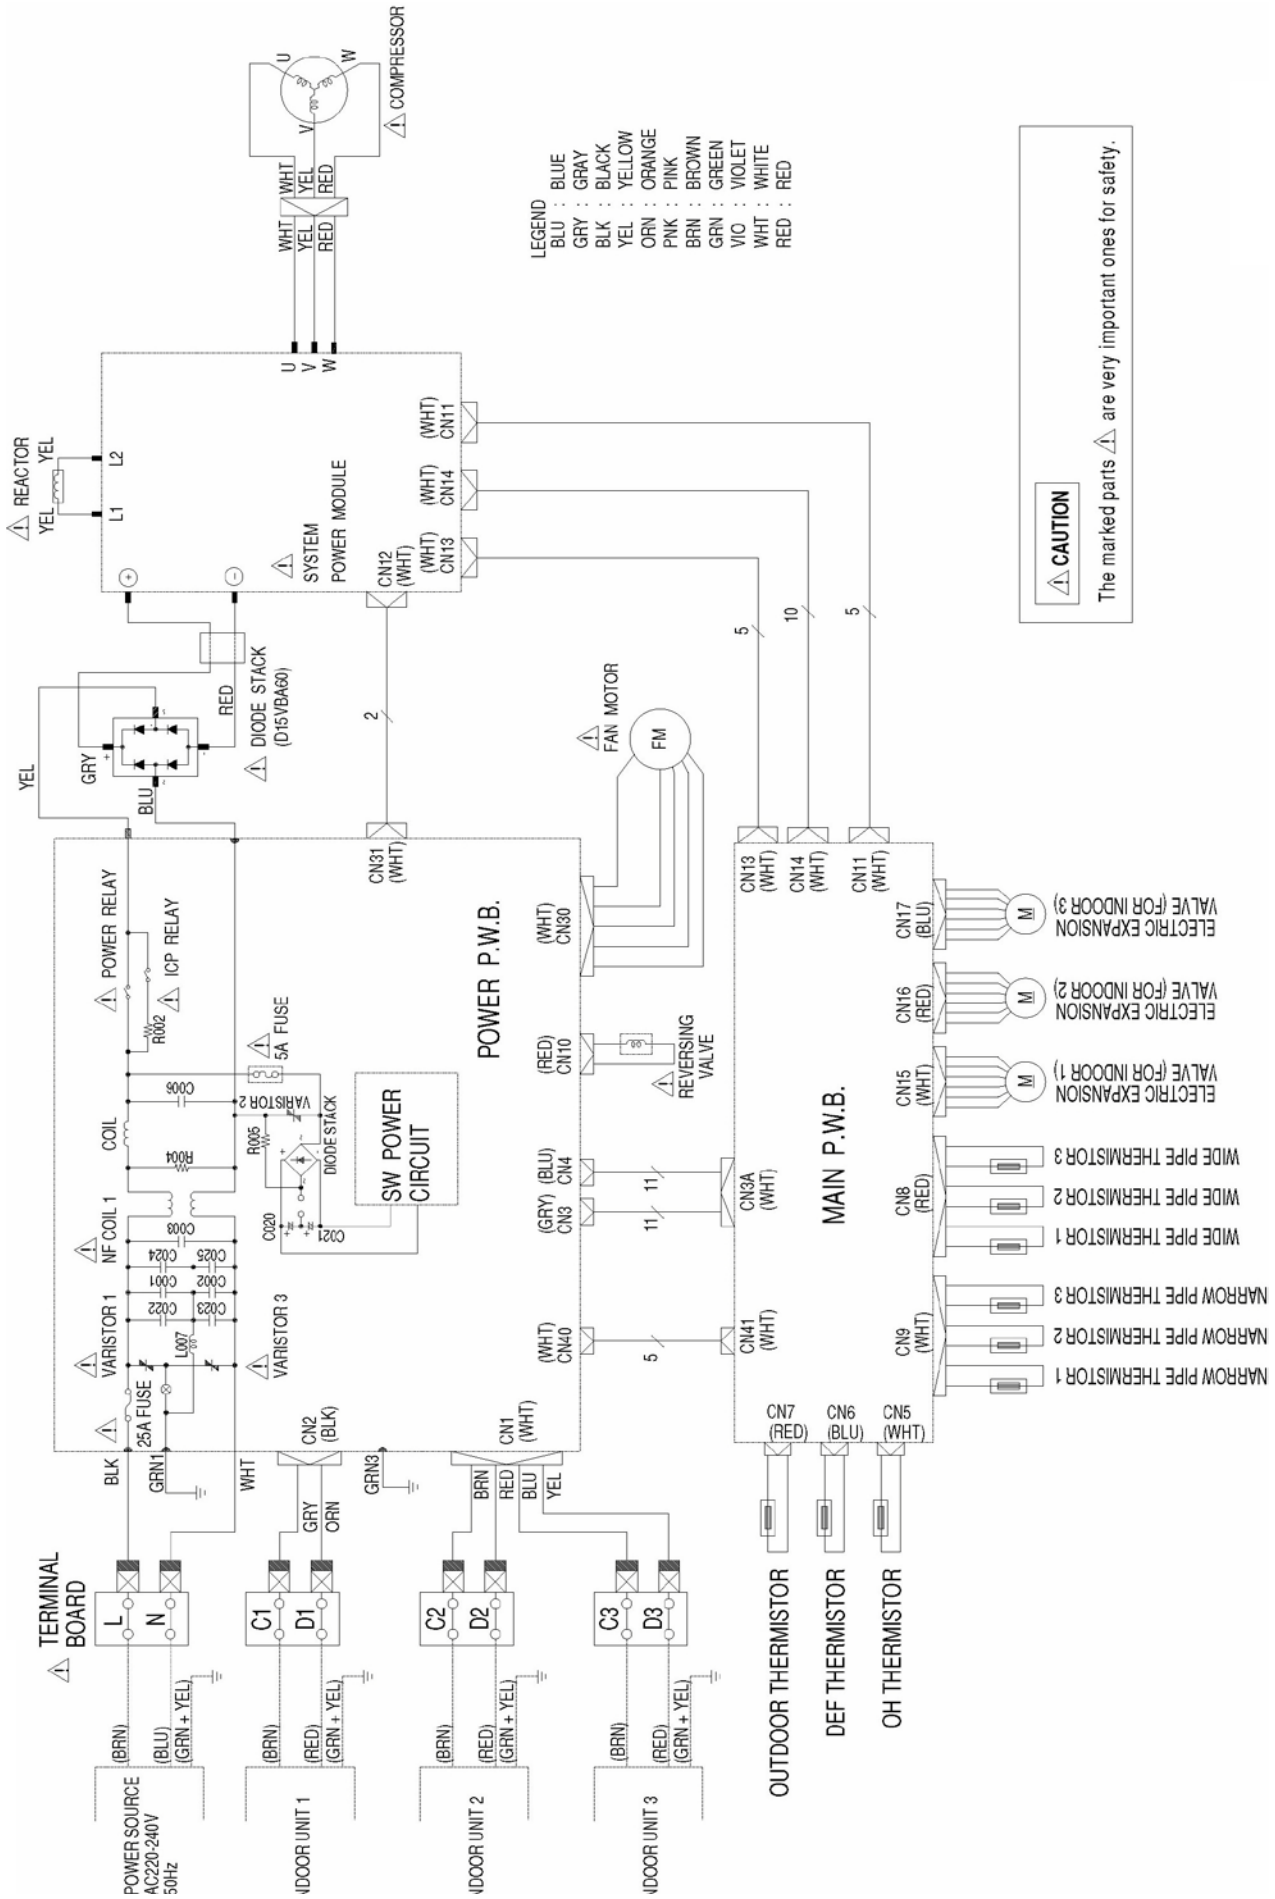 ⚠ TERMINAL
BOARD
POWER SOURCE
AC220-240V
50Hz
(BRN)
(BLU)
(GRN + YEL)
L
N
BLK
GRN1
WHT
NDOOR UNIT 1
(BRN)
(RED)
(GRN + YEL)
C1
D1
GRY
ORN
CN2
(BLK)
GRN3
NDOOR UNIT 2
(BRN)
(RED)
(GRN + YEL)
C2
D2
BRN
RED
BLU
YEL
CN1
(WHT)
NDOOR UNIT 3
(BRN)
(RED)
(GRN + YEL)
C3
D3
⚠
25A FUSE
⚠ VARISTOR 1
⚠ VARISTOR 3
L007
C022
C023
C001
C002
C024
C025
⚠ NF COIL 1
C003
R004
COIL
C006
⚠ POWER RELAY
⚠ ICP RELAY
R002
⚠ 5A FUSE
VARISTOR 2
R005
DIODE STACK
C020
C021
SW POWER
CIRCUIT
POWER P.W.B.
CN31
(WHT)
(WHT)
CN30
(RED)
CN10
(BLU)
CN4
(GRY)
CN3
(WHT)
CN40
⚠ FAN MOTOR
FM
⚠ REVERSING
VALVE
YEL
GRY
BLU
RED
+
-
~
~
⚠ DIODE STACK
(D15VBA60)
⚠ REACTOR
YEL
YEL
L1
L2
+
−
⚠ SYSTEM
POWER MODULE
CN12
(WHT)
(WHT)
CN13
(WHT)
CN14
(WHT)
CN11
U
V
W
WHT
YEL
RED
WHT
YEL
RED
U
V
W
⚠ COMPRESSOR
2
5
10
5
11
11
5
LEGEND
BLU : BLUE
GRY : GRAY
BLK : BLACK
YEL : YELLOW
ORN : ORANGE
PNK : PINK
BRN : BROWN
GRN : GREEN
VIO : VIOLET
WHT : WHITE
RED : RED
MAIN P.W.B.
CN41
(WHT)
CN3A
(WHT)
CN13
(WHT)
CN14
(WHT)
CN11
(WHT)
CN7
(RED)
CN6
(BLU)
CN5
(WHT)
CN9
(WHT)
CN8
(RED)
CN15
(WHT)
CN16
(RED)
CN17
(BLU)
OUTDOOR THERMISTOR
DEF THERMISTOR
OH THERMISTOR
NARROW PIPE THERMISTOR 1
NARROW PIPE THERMISTOR 2
NARROW PIPE THERMISTOR 3
WIDE PIPE THERMISTOR 1
WIDE PIPE THERMISTOR 2
WIDE PIPE THERMISTOR 3
M
ELECTRIC EXPANSION
VALVE (FOR INDOOR 1)
M
ELECTRIC EXPANSION
VALVE (FOR INDOOR 2)
M
ELECTRIC EXPANSION
VALVE (FOR INDOOR 3)
⚠ CAUTION
The marked parts ⚠ are very important ones for safety.